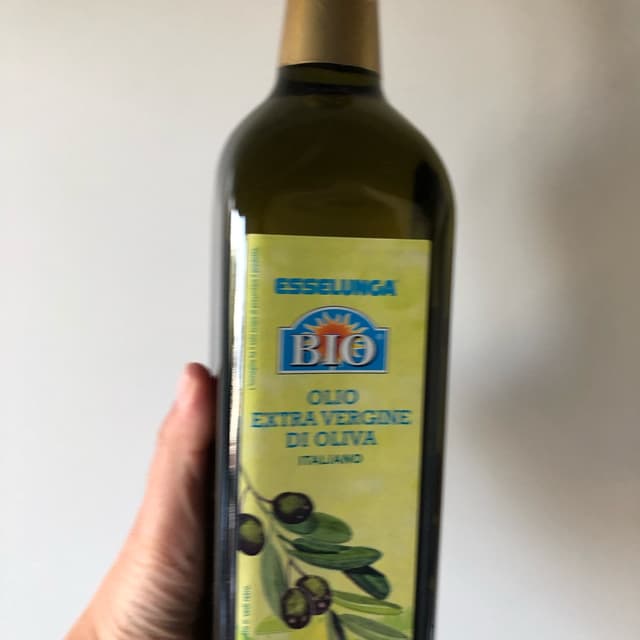 ESSELUNGA
BIO
OLIO
EXTRA VERGINE
DI OLIVA
ITALIANO